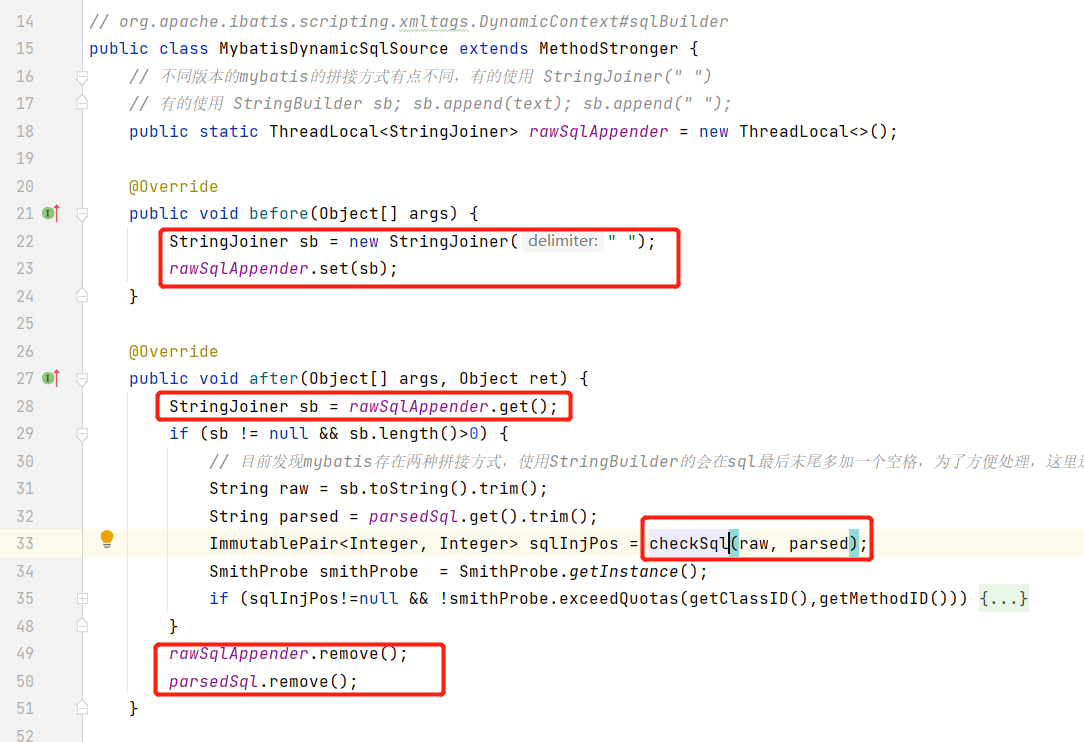 14 // org.apache.ibatis.scripting.xmltags.DynamicContext#sqlBuilder
15 public class MybatisDynamicSqlSource extends MethodStronger {
16 // 不同版本的mybatis的拼接方式有点不同，有的使用 StringJoiner(" ")
17 // 有的使用 StringBuilder sb; sb.append(text); sb.append(" ");
18 public static ThreadLocal<StringJoiner> rawSqlAppender = new ThreadLocal<>();
19
20 @Override
21 public void before(Object[] args) {
22 StringJoiner sb = new StringJoiner( delimiter: " ");
23 rawSqlAppender.set(sb);
24 }
25
26 @Override
27 public void after(Object[] args, Object ret) {
28 StringJoiner sb = rawSqlAppender.get();
29 if (sb != null && sb.length()>0) {
30 // 目前发现mybatis存在两种拼接方式，使用StringBuilder的会在sql最后末尾多加一个空格，为了方便处理，这里
31 String raw = sb.toString().trim();
32 String parsed = parsedSql.get().trim();
33 ImmutablePair<Integer, Integer> sqlInjPos = checkSql(raw, parsed);
34 SmithProbe smithProbe = SmithProbe.getInstance();
35 if (sqlInjPos!=null && !smithProbe.exceedQuotas(getClassID(),getMethodID())) {...}
48 }
49 rawSqlAppender.remove();
50 parsedSql.remove();
51 }
52